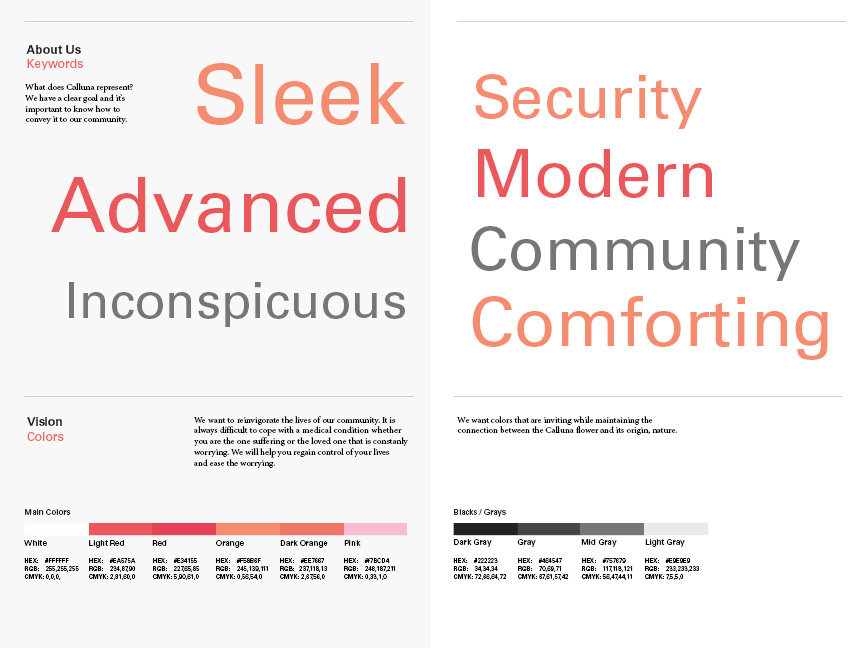 About Us
Keywords
What does Calluna represent?
We have a clear goal and it's
important to know how to
convey it to our community.
Sleek
Advanced
Inconspicuous
Security
Modern
Community
Comforting
Vision
Colors
We want to reinvigorate the lives of our community. It is
always difficult to cope with a medical condition whether
you are the one suffering or the loved one that is constanly
worrying. We will help you regain control of your lives
and ease the worrying.
We want colors that are inviting while maintaining the
connection between the Calluna flower and its origin, nature.
Main Colors
White
HEX: #FFFFFF
RGB: 255,255,255
CMYK: 0,0,0,
Light Red
HEX: #EA575A
RGB: 234,87,90
CMYK: 2,81,60,0
Red
HEX: #E34155
RGB: 227,65,85
CMYK: 5,90,61,0
Orange
HEX: #F58B6F
RGB: 245,139,111
CMYK: 0,56,54,0
Dark Orange
HEX: #EE7667
RGB: 237,118,13
CMYK: 2,67,56,0
Pink
HEX: #F7BCD4
RGB: 248,187,211
CMYK: 0,33,1,0
Blacks / Grays
Dark Gray
HEX: #222223
RGB: 34,34,34
CMYK: 72,66,64,72
Gray
HEX: #464547
RGB: 70,69,71
CMYK: 67,61,57,42
Mid Gray
HEX: #757679
RGB: 117,118,121
CMYK: 56,47,44,11
Light Gray
HEX: #E9E9E9
RGB: 233,233,233
CMYK: 7,5,5,0